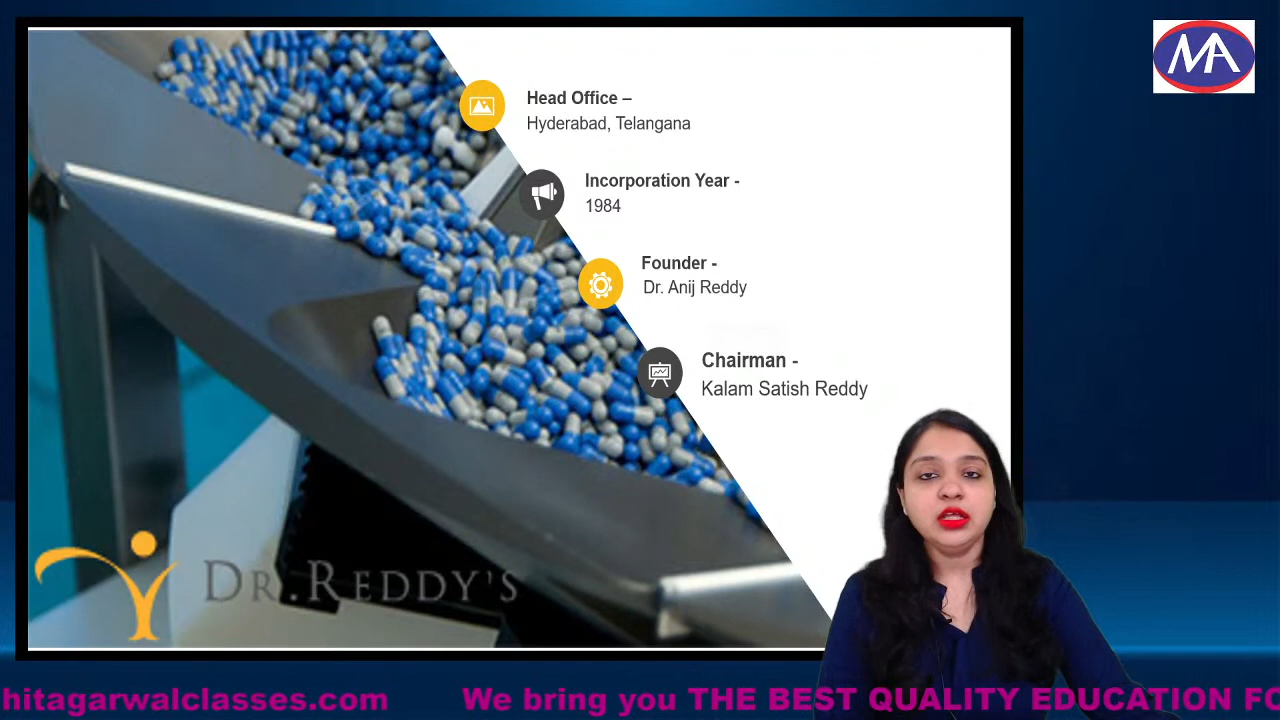 MA
Head Office –
Hyderabad, Telangana
Incorporation Year -
1984
Founder -
Dr. Anij Reddy
Chairman -
Kalam Satish Reddy
DR.REDDY'S
hitagarwalclasses.com We bring you THE BEST QUALITY EDUCATION FO